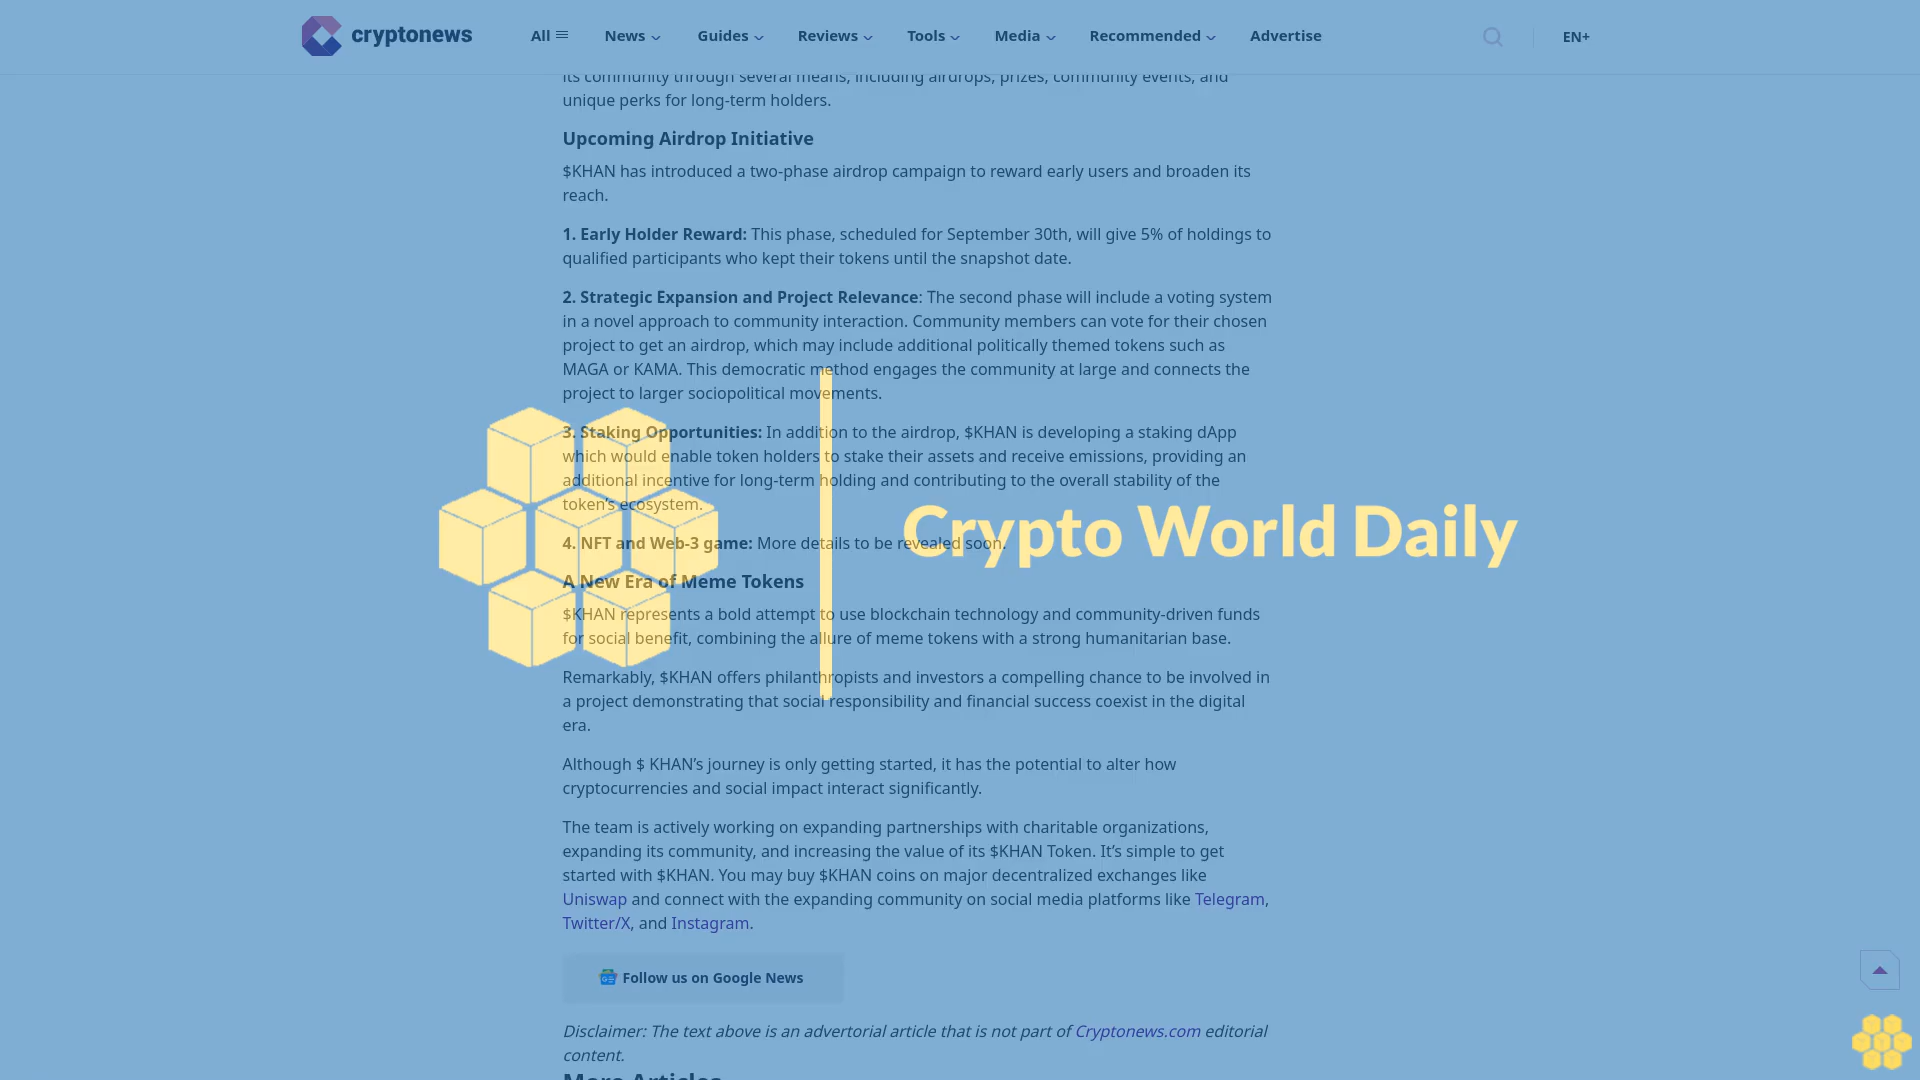 cryptonews
All News Guides Reviews Tools Media Recommended Advertise EN+
its community through several means, including airdrops, prizes, community events, and
unique perks for long-term holders.
Upcoming Airdrop Initiative
$KHAN has introduced a two-phase airdrop campaign to reward early users and broaden its
reach.
1. Early Holder Reward: This phase, scheduled for September 30th, will give 5% of holdings to
qualified participants who kept their tokens until the snapshot date.
2. Strategic Expansion and Project Relevance: The second phase will include a voting system
in a novel approach to community interaction. Community members can vote for their chosen
project to get an airdrop, which may include additional politically themed tokens such as
MAGA or KAMA. This democratic method engages the community at large and connects the
project to larger sociopolitical movements.
3. Staking Opportunities: In addition to the airdrop, $KHAN is developing a staking dApp
which would enable token holders to stake their assets and receive emissions, providing an
additional incentive for long-term holding and contributing to the overall stability of the
token’s ecosystem.
4. NFT and Web-3 game: More details to be revealed soon.
Crypto World Daily
A New Era of Meme Tokens
$KHAN represents a bold attempt to use blockchain technology and community-driven funds
for social benefit, combining the allure of meme tokens with a strong humanitarian base.
Remarkably, $KHAN offers philanthropists and investors a compelling chance to be involved in
a project demonstrating that social responsibility and financial success coexist in the digital
era.
Although $ KHAN’s journey is only getting started, it has the potential to alter how
cryptocurrencies and social impact interact significantly.
The team is actively working on expanding partnerships with charitable organizations,
expanding its community, and increasing the value of its $KHAN Token. It’s simple to get
started with $KHAN. You may buy $KHAN coins on major decentralized exchanges like
Uniswap and connect with the expanding community on social media platforms like Telegram,
Twitter/X, and Instagram.
Follow us on Google News
Disclaimer: The text above is an advertorial article that is not part of Cryptonews.com editorial
content.
More Articles